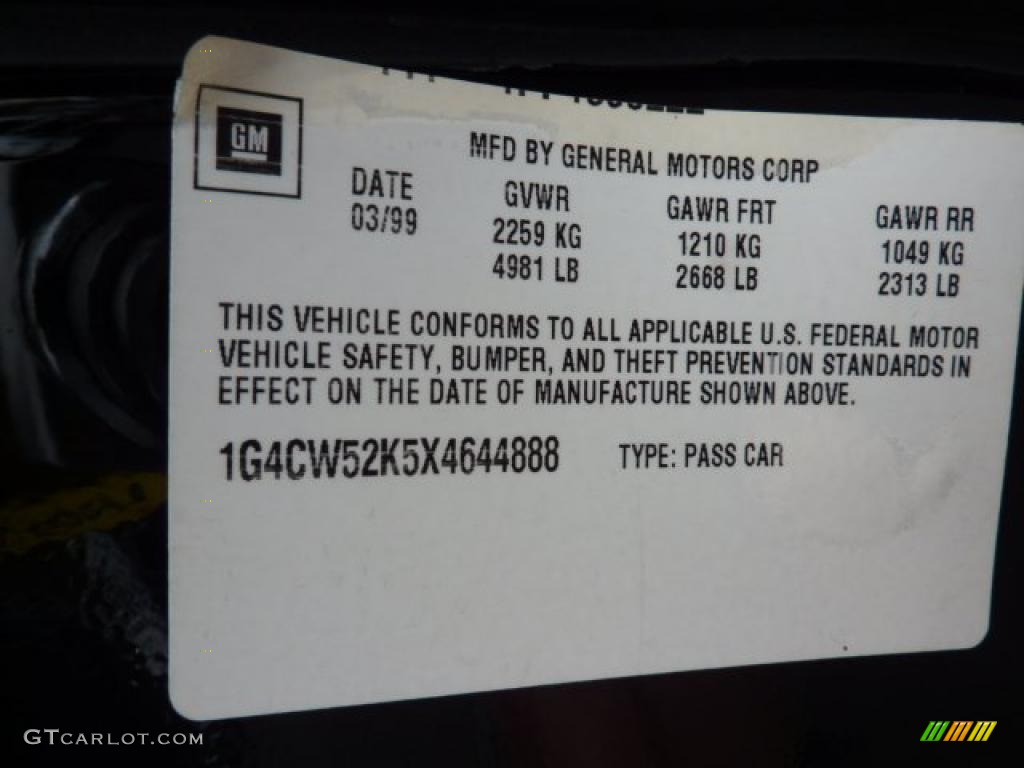 GM
MFD BY GENERAL MOTORS CORP
DATE GVWR GAWR FRT GAWR RR
03/99 2259 KG 1210 KG 1049 KG
4981 LB 2668 LB 2313 LB
THIS VEHICLE CONFORMS TO ALL APPLICABLE U.S. FEDERAL MOTOR
VEHICLE SAFETY, BUMPER, AND THEFT PREVENTION STANDARDS IN
EFFECT ON THE DATE OF MANUFACTURE SHOWN ABOVE.
1G4CW52K5X4644888 TYPE: PASS CAR
GTCARLOT.COM